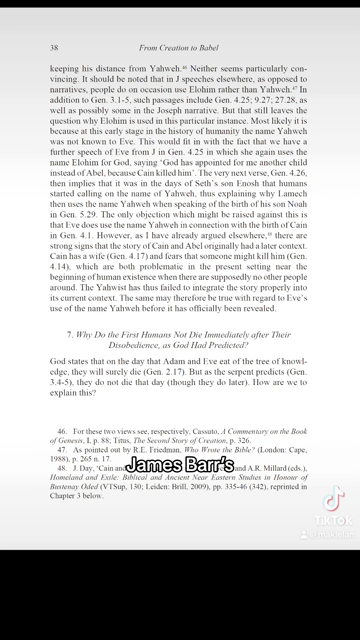 38
From Creation to Babel
keeping his distance from Yahweh.46 Neither seems particularly con-
vincing. It should be noted that in J speeches elsewhere, as opposed to
narratives, people do on occasion use Elohim rather than Yahweh.47 In
addition to Gen. 3.1-5, such passages include Gen. 4.25; 9.27; 27.28, as
well as possibly some in the Joseph narrative. But that still leaves the
question why Elohim is used in this particular instance. Most likely it is
because at this early stage in the history of humanity the name Yahweh
was not known to Eve. This would fit in with the fact that we have a
further speech of Eve from J in Gen. 4.25 in which she again uses the
name Elohim for God, saying 'God has appointed for me another child
instead of Abel, because Cain killed him'. The very next verse, Gen. 4.26,
then implies that it was in the days of Seth's son Enosh that humans
started calling on the name of Yahweh, thus explaining why Lamech
then uses the name Yahweh when speaking of the birth of his son Noah
in Gen. 5.29. The only objection which might be raised against this is
that Eve does use the name Yahweh in connection with the birth of Cain
in Gen. 4.1. However, as I have already argued elsewhere,48 there are
strong signs that the story of Cain and Abel originally had a later context.
Cain has a wife (Gen. 4.17) and fears that someone might kill him (Gen.
4.14), which are both problematic in the present setting near the
beginning of human existence when there are supposedly no other people
around. The Yahwist has thus failed to integrate the story properly into
its current context. The same may therefore be true with regard to Eve's
use of the name Yahweh before it has officially been revealed.
7. Why Do the First Humans Not Die Immediately after Their
Disobedience, as God Had Predicted?
God states that on the day that Adam and Eve eat of the tree of knowl-
edge, they will surely die (Gen. 2.17). But as the serpent predicts (Gen.
3.4-5), they do not die that day (though they do later). How are we to
explain this?
46. For these two views see, respectively, Cassuto, A Commentary on the Book
of Genesis, I, p. 88; Titus, The Second Story of Creation, p. 326.
47. As pointed out by R.E. Friedman, Who Wrote the Bible? (London: Cape,
1988), p. 265 n. 17.
48. J. Day, 'Cain and and A.R. Millard (eds.),
James Barr's
Homeland and Exile: Biblical and Ancient Near Eastern Studies in Honour of
Bustenay Oded (VTSup, 130; Leiden: Brill, 2009), pp. 335-46 (342), reprinted in
Chapter 3 below.
TikTok